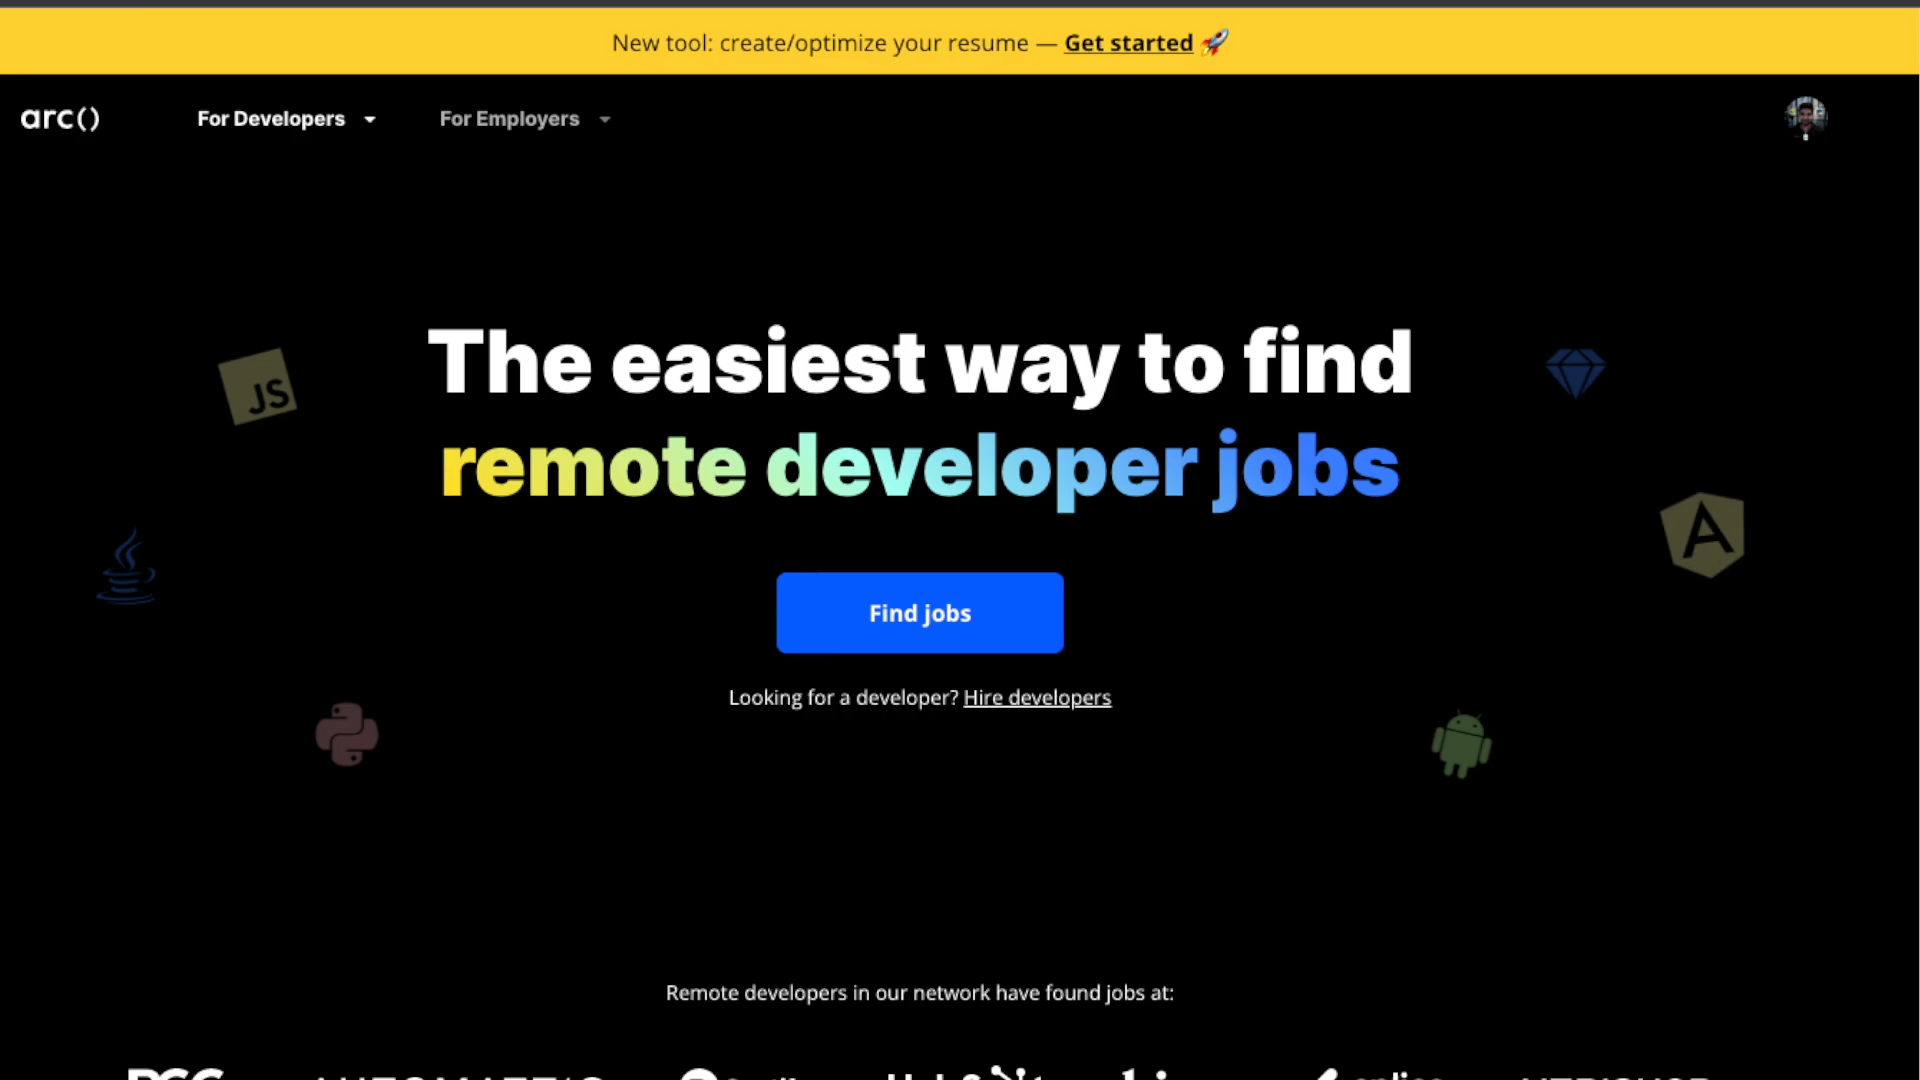 New tool: create/optimize your resume — Get started 🚀
arc()
For Developers
For Employers
The easiest way to find
remote developer jobs
JS
A
Find jobs
Looking for a developer? Hire developers
Remote developers in our network have found jobs at: